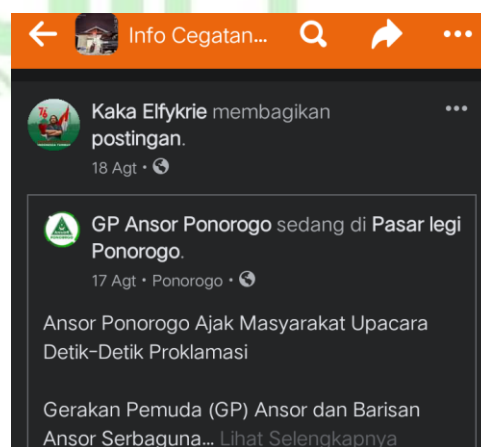 Info Cegatan...
Kaka Elfykrie membagikan
postingan.
18 Agt •
GP Ansor Ponorogo sedang di Pasar legi
Ponorogo.
17 Agt • Ponorogo •
Ansor Ponorogo Ajak Masyarakat Upacara
Detik-Detik Proklamasi
Gerakan Pemuda (GP) Ansor dan Barisan
Ansor Serbaguna... Lihat Selengkapnya